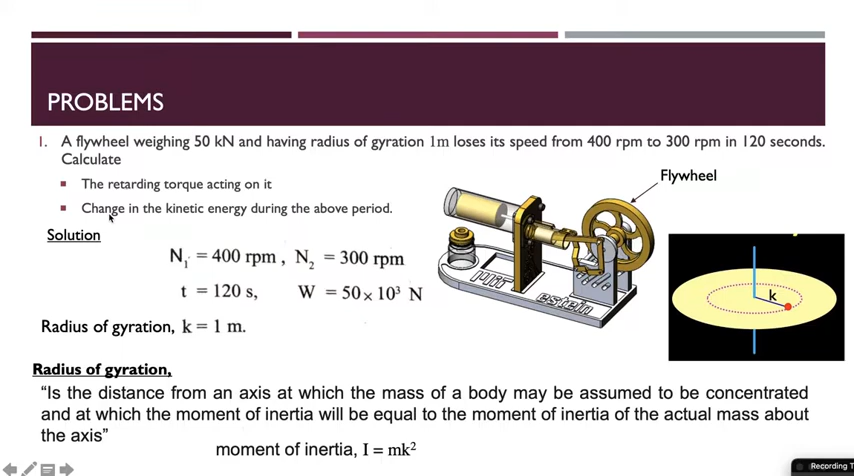 PROBLEMS
1. A flywheel weighing 50 kN and having radius of gyration 1m loses its speed from 400 rpm to 300 rpm in 120 seconds.
Calculate
The retarding torque acting on it
Change in the kinetic energy during the above period.
Flywheel
Solution
N₁ = 400 rpm , N₂ = 300 rpm
t = 120 s, W = 50 × 10³ N
Radius of gyration, k = 1 m.
k
Radius of gyration,
“Is the distance from an axis at which the mass of a body may be assumed to be concentrated
and at which the moment of inertia will be equal to the moment of inertia of the actual mass about
the axis”
moment of inertia, I = mk²
Recording